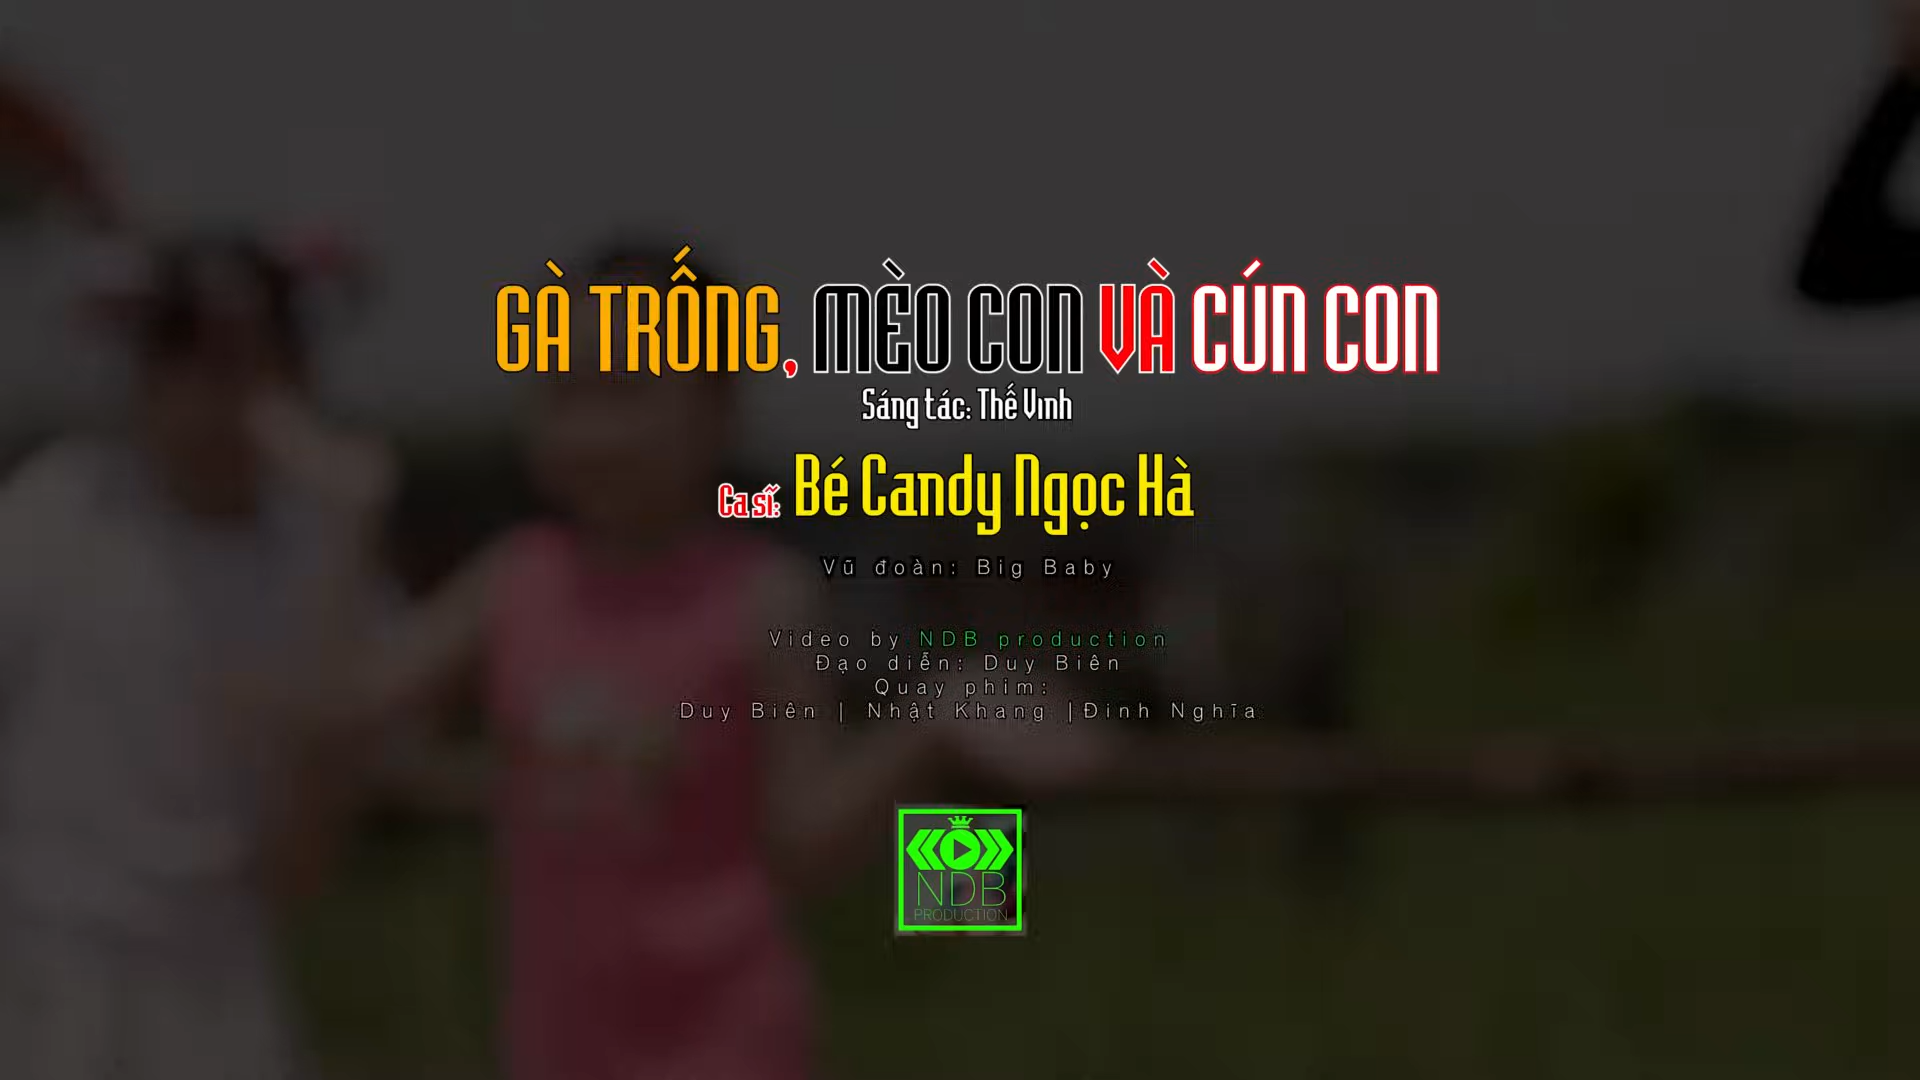 GÀ TRỐNG, MÈO CON VÀ CÚN CON
Sáng tác: Thế Vinh
Ca sĩ: Bé Candy Ngọc Hà
Vũ đoàn: Big Baby
Video by NDB production
Đạo diễn: Duy Biên
Quay phim:
Duy Biên | Nhật Khang |Đinh Nghĩa
NDB
PRODUCTION